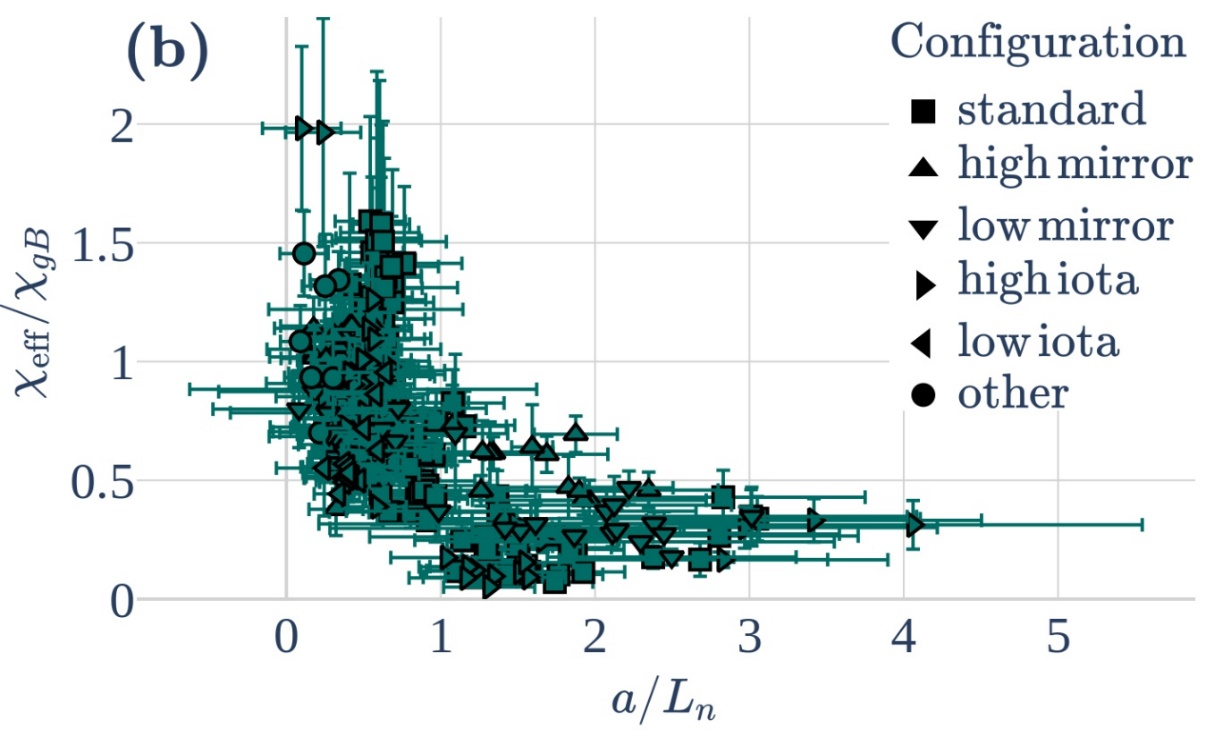 (b)
Configuration
standard
high mirror
low mirror
high iota
low iota
other
χeff/χgB
2
1.5
1
0.5
0
0 1 2 3 4 5
a/Ln